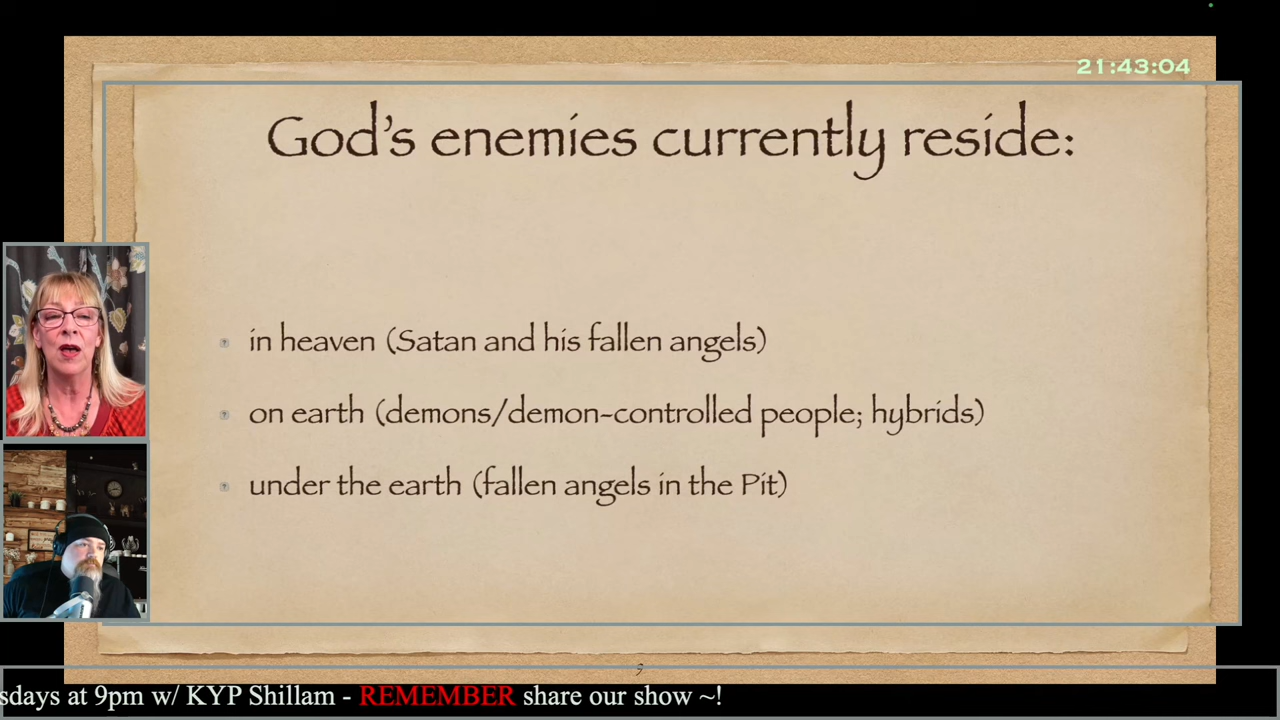 21:43:04
God's enemies currently reside:
in heaven (Satan and his fallen angels)
on earth (demons/demon-controlled people; hybrids)
under the earth (fallen angels in the Pit)
sdays at 9pm w/ KYP Shillam - REMEMBER share our show ~!